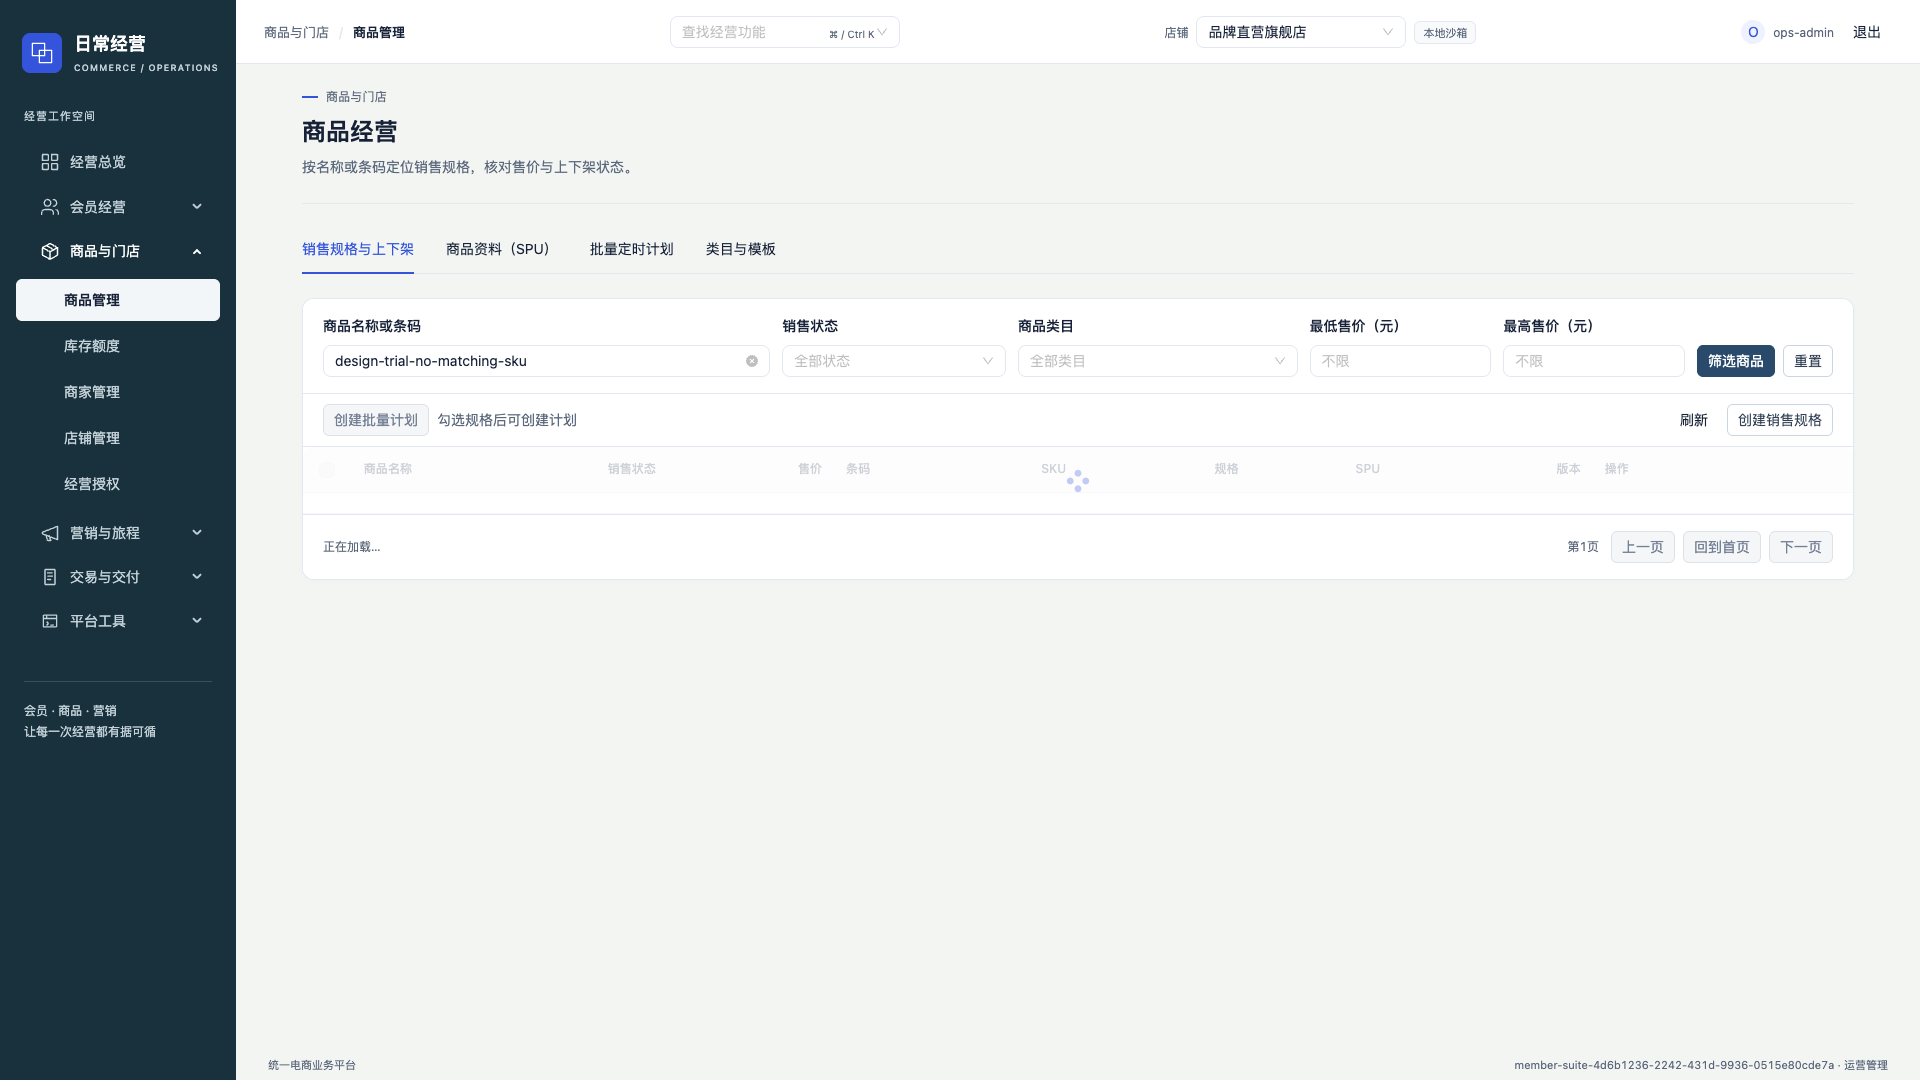 日常经营
COMMERCE / OPERATIONS
经营工作空间
经营总览
会员经营
商品与门店
商品管理
库存额度
商家管理
店铺管理
经营授权
营销与旅程
交易与交付
平台工具
会员 · 商品 · 营销
让每一次经营都有据可循
商品与门店 / 商品管理
查找经营功能 ⌘ / Ctrl K
店铺 品牌直营旗舰店 本地沙箱
O ops-admin 退出
商品与门店
商品经营
按名称或条码定位销售规格，核对售价与上下架状态。
销售规格与上下架 商品资料（SPU） 批量定时计划 类目与模板
商品名称或条码 销售状态 商品类目 最低售价（元） 最高售价（元）
design-trial-no-matching-sku 全部状态 全部类目 不限 不限 筛选商品 重置
创建批量计划 勾选规格后可创建计划 刷新 创建销售规格
商品名称 销售状态 售价 条码 SKU 规格 SPU 版本 操作
正在加载... 第1页 上一页 回到首页 下一页
统一电商业务平台
member-suite-4d6b1236-2242-431d-9936-0515e80cde7a · 运营管理